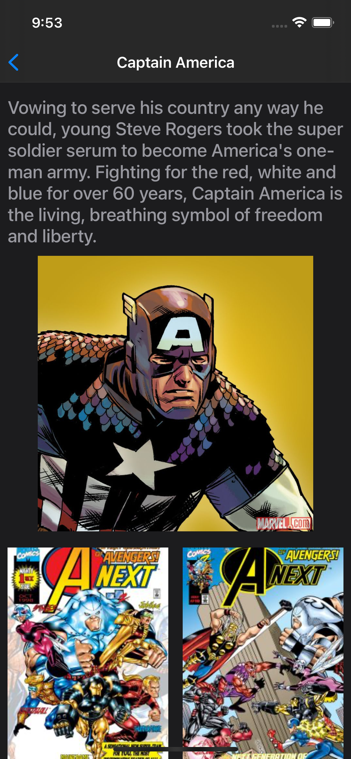 9:53
Captain America
Vowing to serve his country any way he
could, young Steve Rogers took the super
soldier serum to become America's one-
man army. Fighting for the red, white and
blue for over 60 years, Captain America is
the living, breathing symbol of freedom
and liberty.
A
MARVEL.COM
COMICS
AVENGERS!
A NEXT
1st
OCT
COMICS
AVENGERS!
A NEXT